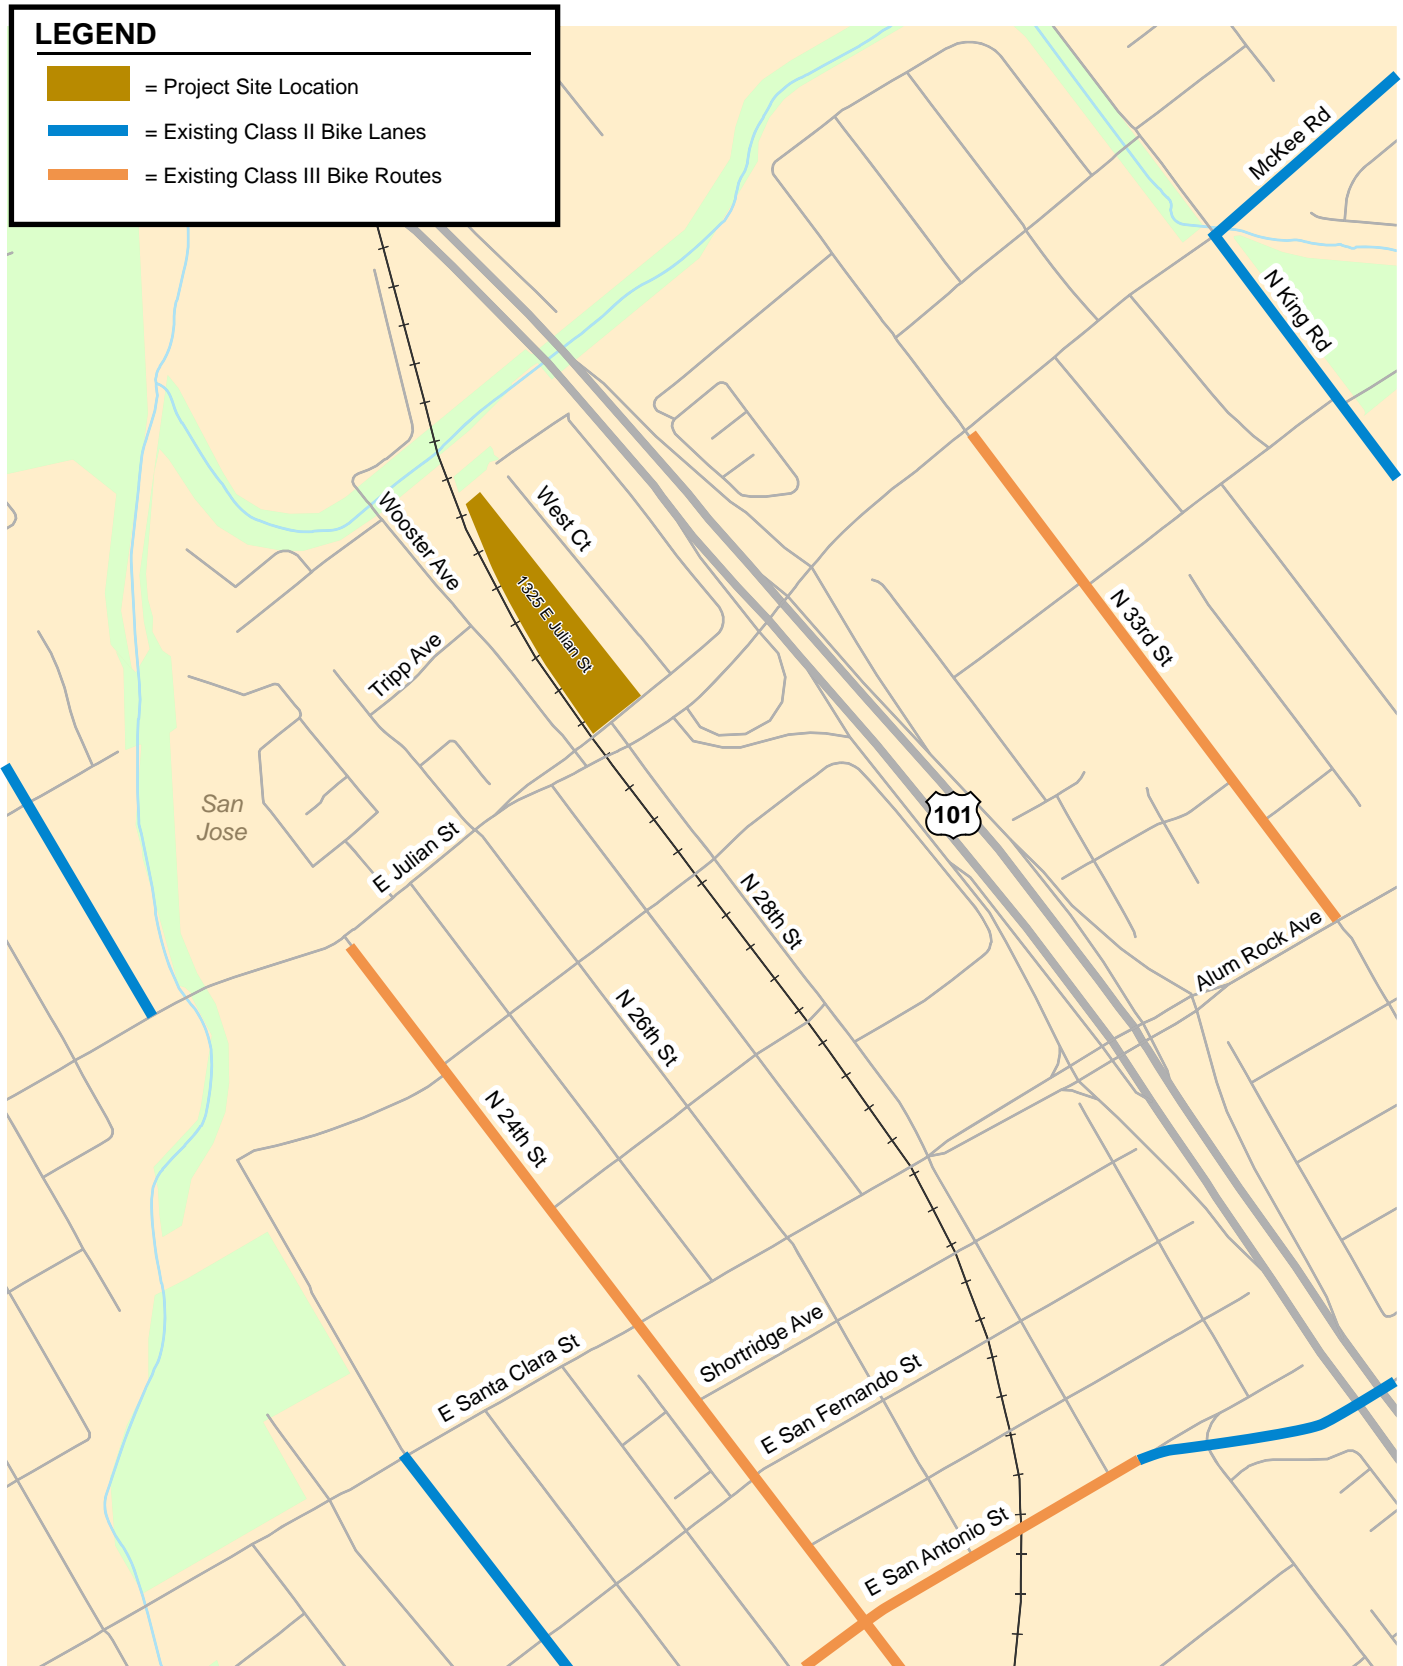 LEGEND
= Project Site Location
= Existing Class II Bike Lanes
= Existing Class III Bike Routes
McKee Rd
N King Rd
West Ct
Wooster Ave
1325 E Julian St
N 33rd St
Tripp Ave
San
Jose
101
E Julian St
N 28th St
Alum Rock Ave
N 26th St
N 24th St
Shortridge Ave
E Santa Clara St
E San Fernando St
E San Antonio St